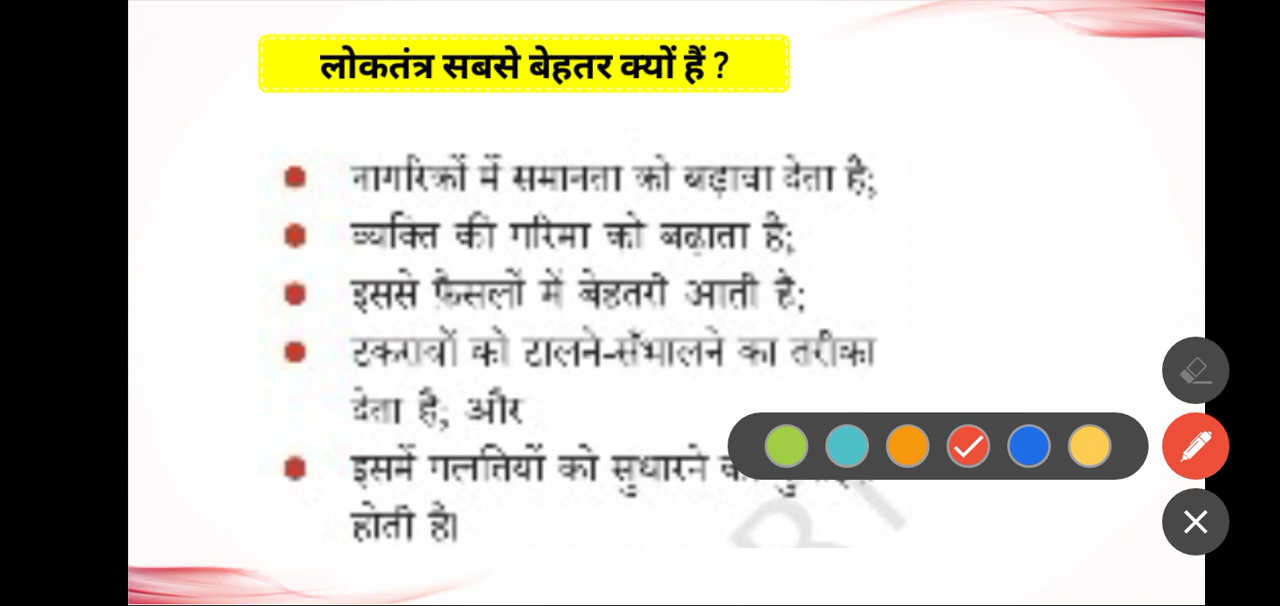 लोकतंत्र सबसे बेहतर क्यों हैं ?
नागरिकों में समानता को बढ़ावा देता है;
व्यक्ति की गरिमा को बढ़ाता है;
इससे फ़ैसलों में बेहतरी आती है;
टकरावों को टालने-सँभालने का तरीका
देता है; और
इसमें गलतियों को सुधारने
होती है।